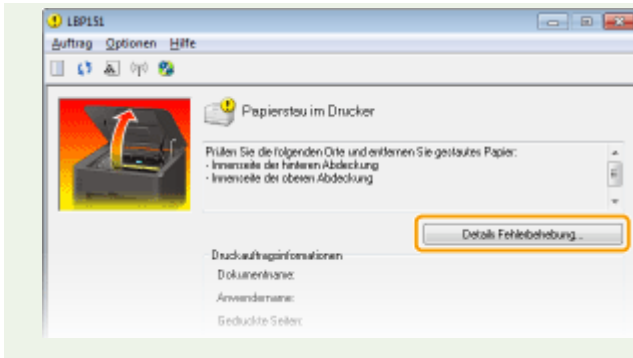 LBP151
Auftrag Optionen Hilfe
Papierstau im Drucker
Prüfen Sie die folgenden Orte und entfernen Sie gestautes Papier:
- Innenseite der hinteren Abdeckung
- Innenseite der oberen Abdeckung
Details Fehlerbehebung...
Druckauftragsinformationen
Dokumentname:
Anwendername:
Gedruckte Seiten: